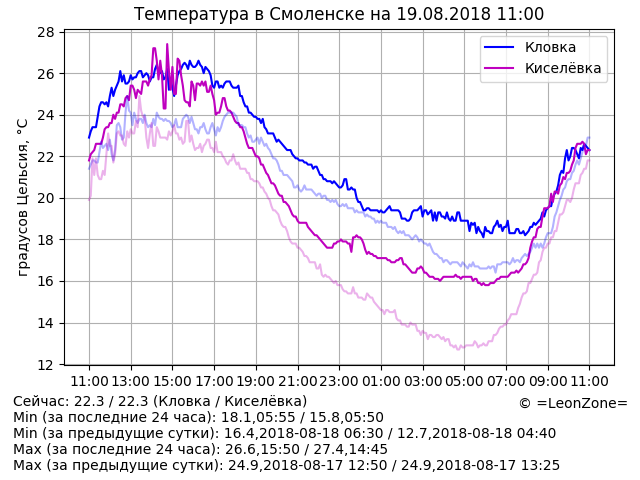 Температура в Смоленске на 19.08.2018 11:00
Кловка
Киселёвка
градусов Цельсия, °C
28
26
24
22
20
18
16
14
12
11:00 13:00 15:00 17:00 19:00 21:00 23:00 01:00 03:00 05:00 07:00 09:00 11:00
Сейчас: 22.3 / 22.3 (Кловка / Киселёвка)
© =LeonZone=
Min (за последние 24 часа): 18.1,05:55 / 15.8,05:50
Min (за предыдущие сутки): 16.4,2018-08-18 06:30 / 12.7,2018-08-18 04:40
Max (за последние 24 часа): 26.6,15:50 / 27.4,14:45
Max (за предыдущие сутки): 24.9,2018-08-17 12:50 / 24.9,2018-08-17 13:25